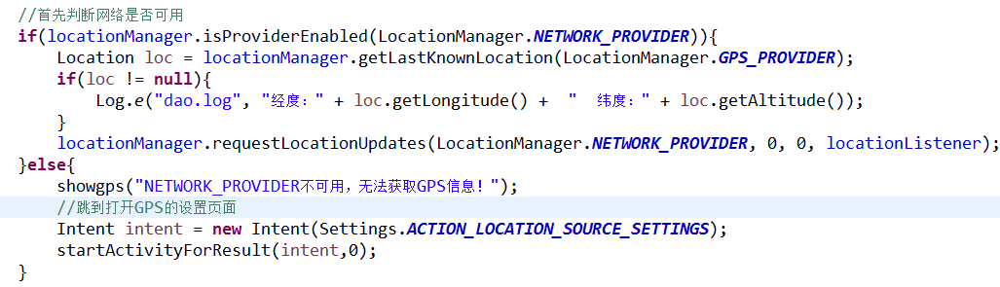 //首先判断网络是否可用
if(locationManager.isProviderEnabled(LocationManager.NETWORK_PROVIDER)){
Location loc = locationManager.getLastKnownLocation(LocationManager.GPS_PROVIDER);
if(loc != null){
Log.e("dao.log", "经度：" + loc.getLongitude() + "  纬度：" + loc.getAltitude());
}
locationManager.requestLocationUpdates(LocationManager.NETWORK_PROVIDER, 0, 0, locationListener);
}else{
showgps("NETWORK_PROVIDER不可用，无法获取GPS信息！");
//跳到打开GPS的设置页面
Intent intent = new Intent(Settings.ACTION_LOCATION_SOURCE_SETTINGS);
startActivityForResult(intent,0);
}